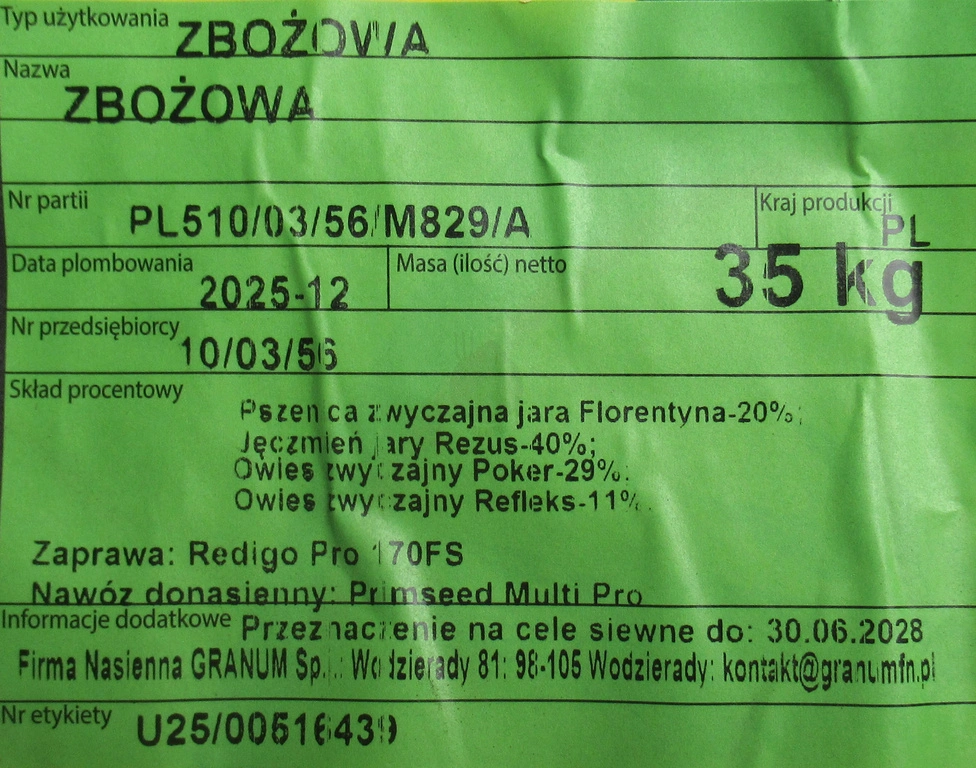 Typ użytkowania ZBOŻOWA
Nazwa
ZBOŻOWA
Nr partii PL510/03/56/M829/A Kraj produkcji PL
Data plombowania 2025-12 Masa (ilość) netto 35 kg
Nr przedsiębiorcy 10/03/56
Skład procentowy
Pszenica zwyczajna jara Florentyna-20%;
Jęczmień jary Rezus-40%;
Owies zwyczajny Poker-29%;
Owies zwyczajny Refleks-11%.
Zaprawa: Redigo Pro 170FS
Nawóz donasienny: Primseed Multi Pro
Informacje dodatkowe Przeznaczenie na cele siewne do: 30.06.2028
Firma Nasienna GRANUM Sp.j.: Wodzierady 81: 98-105 Wodzierady: kontakt@granumfn.pl
Nr etykiety U25/00516439